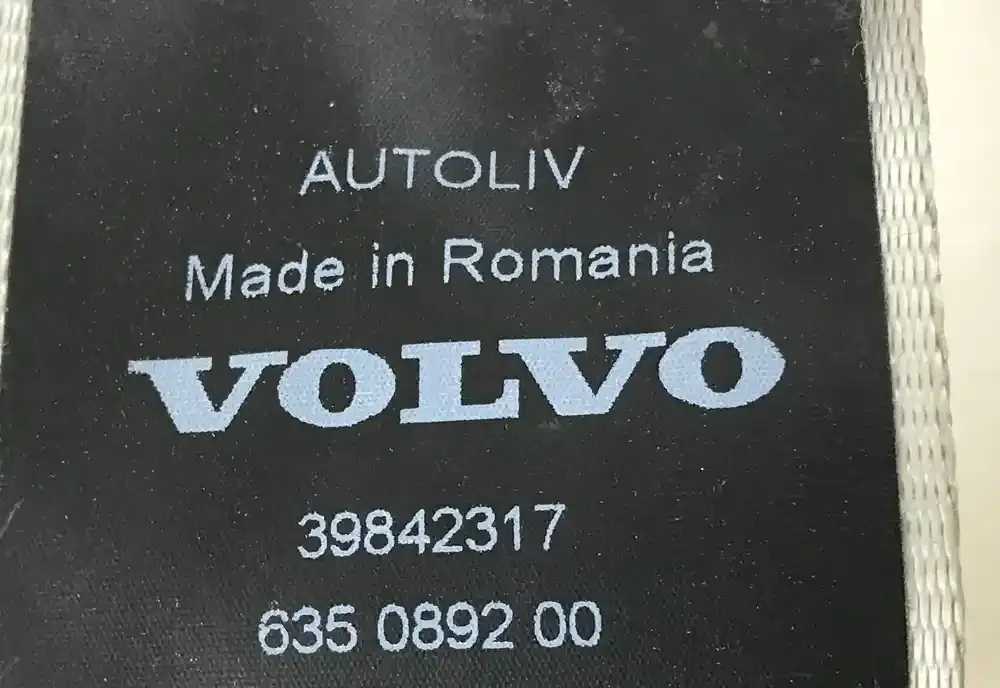 AUTOLIV
Made in Romania
VOLVO
39842317
635 0892 00